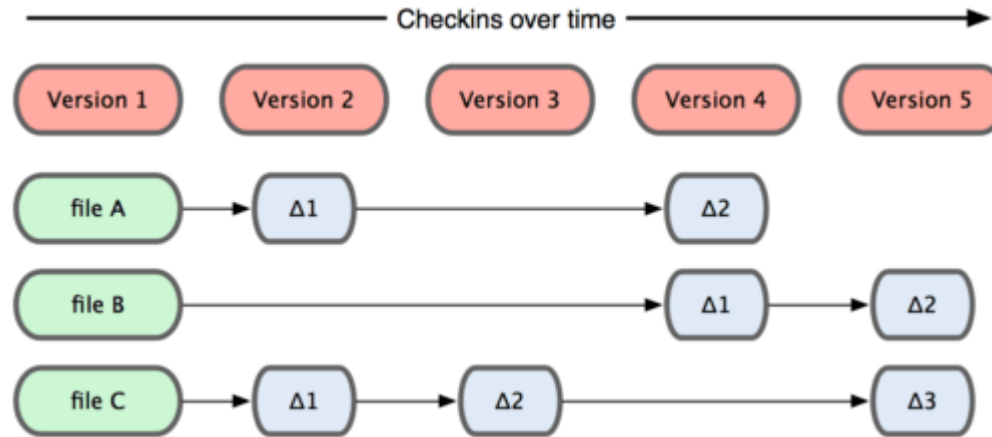 Checkins over time
Version 1 Version 2 Version 3 Version 4 Version 5
file A Δ1 Δ2
file B Δ1 Δ2
file C Δ1 Δ2 Δ3